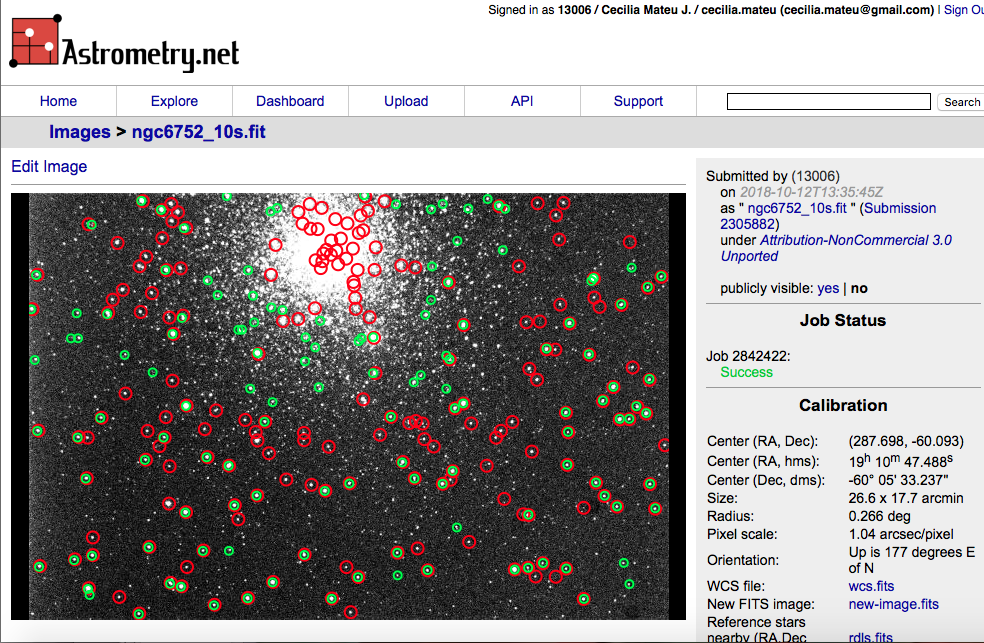 Signed in as 13006 / Cecilia Mateu J. / cecilia.mateu (cecilia.mateu@gmail.com) | Sign Ou
Astrometry.net
Home Explore Dashboard Upload API Support Search
Images > ngc6752_10s.fit
Edit Image
Submitted by (13006)
on 2018-10-12T13:35:45Z
as " ngc6752_10s.fit " (Submission
2305882)
under Attribution-NonCommercial 3.0
Unported
publicly visible: yes | no
Job Status
Job 2842422:
Success
Calibration
Center (RA, Dec): (287.698, -60.093)
Center (RA, hms): 19h 10m 47.488s
Center (Dec, dms): -60° 05' 33.237"
Size: 26.6 x 17.7 arcmin
Radius: 0.266 deg
Pixel scale: 1.04 arcsec/pixel
Orientation: Up is 177 degrees E
of N
WCS file: wcs.fits
New FITS image: new-image.fits
Reference stars
nearby (RA,Dec rdls.fits